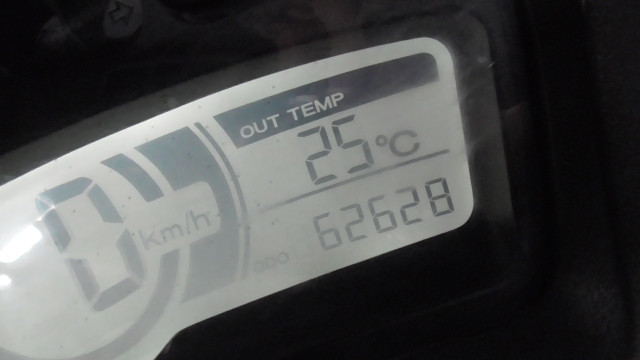 OUT TEMP
25°C
0 km/h
ODO 62628